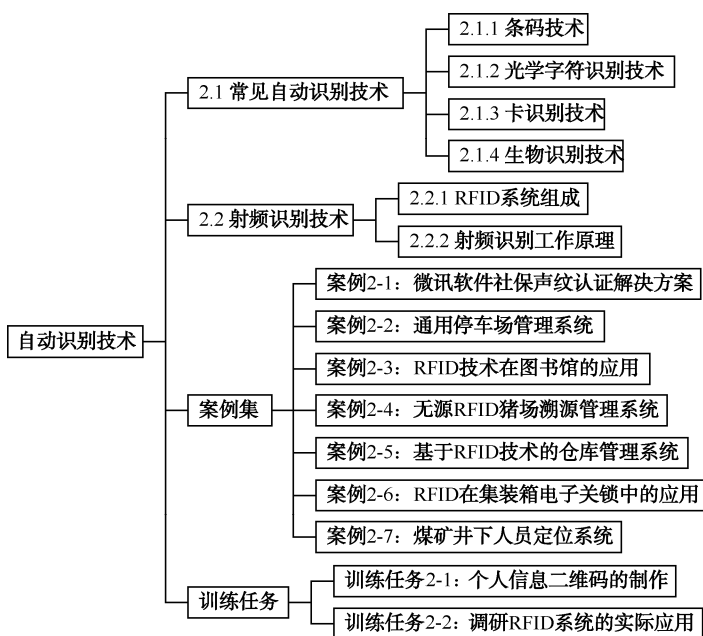 自动识别技术
2.1 常见自动识别技术
2.1.1 条码技术
2.1.2 光学字符识别技术
2.1.3 卡识别技术
2.1.4 生物识别技术
2.2 射频识别技术
2.2.1 RFID系统组成
2.2.2 射频识别工作原理
案例集
案例2-1：微讯软件社保声纹认证解决方案
案例2-2：通用停车场管理系统
案例2-3：RFID技术在图书馆的应用
案例2-4：无源RFID猪场溯源管理系统
案例2-5：基于RFID技术的仓库管理系统
案例2-6：RFID在集装箱电子关锁中的应用
案例2-7：煤矿井下人员定位系统
训练任务
训练任务2-1：个人信息二维码的制作
训练任务2-2：调研RFID系统的实际应用